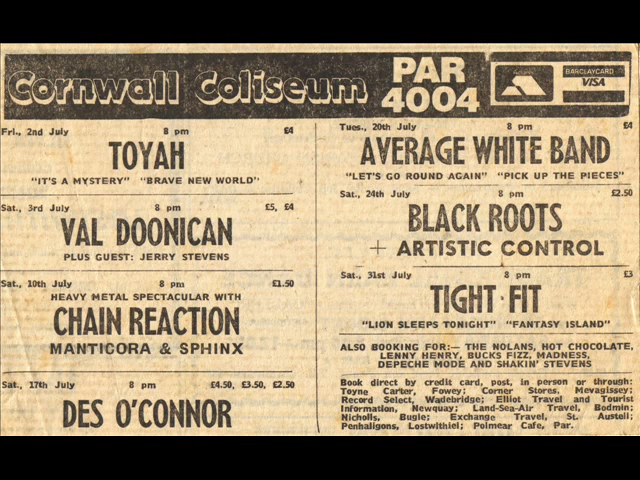 Cornwall Coliseum
PAR
4004
BARCLAYCARD
VISA
Fri., 2nd July 8 pm £4
TOYAH
"IT'S A MYSTERY" "BRAVE NEW WORLD"
Sat., 3rd July 8 pm £5, £4
VAL DOONICAN
PLUS GUEST: JERRY STEVENS
Sat., 10th July 8 pm £1.50
HEAVY METAL SPECTACULAR WITH
CHAIN REACTION
MANTICORA & SPHINX
Sat., 17th July 8 pm £4.50, £3.50, £2.50
DES O'CONNOR
Tues., 20th July 8 pm £4
AVERAGE WHITE BAND
"LET'S GO ROUND AGAIN" "PICK UP THE PIECES"
Sat., 24th July 8 pm £2.50
BLACK ROOTS
+ ARTISTIC CONTROL
Sat., 31st July 8 pm £3
TIGHT FIT
"LION SLEEPS TONIGHT" "FANTASY ISLAND"
ALSO BOOKING FOR:— THE NOLANS, HOT CHOCOLATE,
LENNY HENRY, BUCKS FIZZ, MADNESS,
DEPECHE MODE AND SHAKIN' STEVENS
Book direct by credit card, post, in person or through:
Toyne Carter, Fowey; Corner Stores, Mevagissey;
Record Select, Wadebridge; Elliot Travel and Tourist
Information, Newquay; Land-Sea-Air Travel, Bodmin;
Nicholls, Bugle; Exchange Travel, St. Austell;
Penhaligons, Lostwithiel; Polmear Cafe, Par.